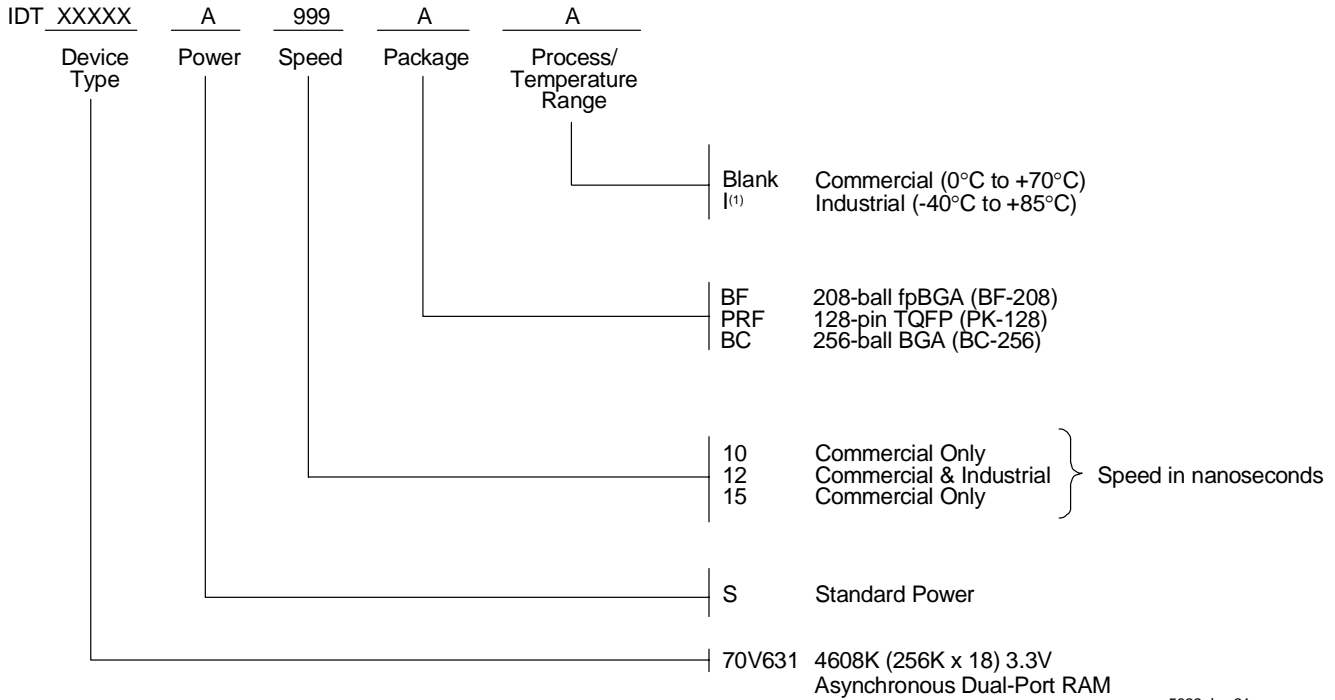 IDT XXXXX A 999 A A
Device Type
Power
Speed
Package
Process/ Temperature Range
Blank Commercial (0°C to +70°C)
I(1) Industrial (-40°C to +85°C)
BF 208-ball fpBGA (BF-208)
PRF 128-pin TQFP (PK-128)
BC 256-ball BGA (BC-256)
10 Commercial Only
12 Commercial & Industrial
15 Commercial Only
Speed in nanoseconds
S Standard Power
70V631 4608K (256K x 18) 3.3V
Asynchronous Dual-Port RAM